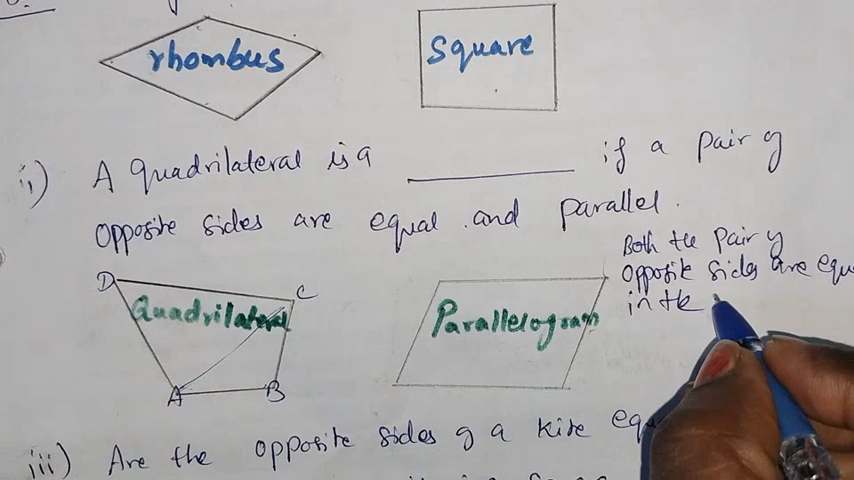 rhombus
Square
ii) A quadrilateral is a ________ if a pair of
opposite sides are equal and parallel.
Both the pair of
opposite sides are equ
in the
D
C
Quadrilateral
A
B
Parallelogram
iii) Are the opposite sides of a kite equ